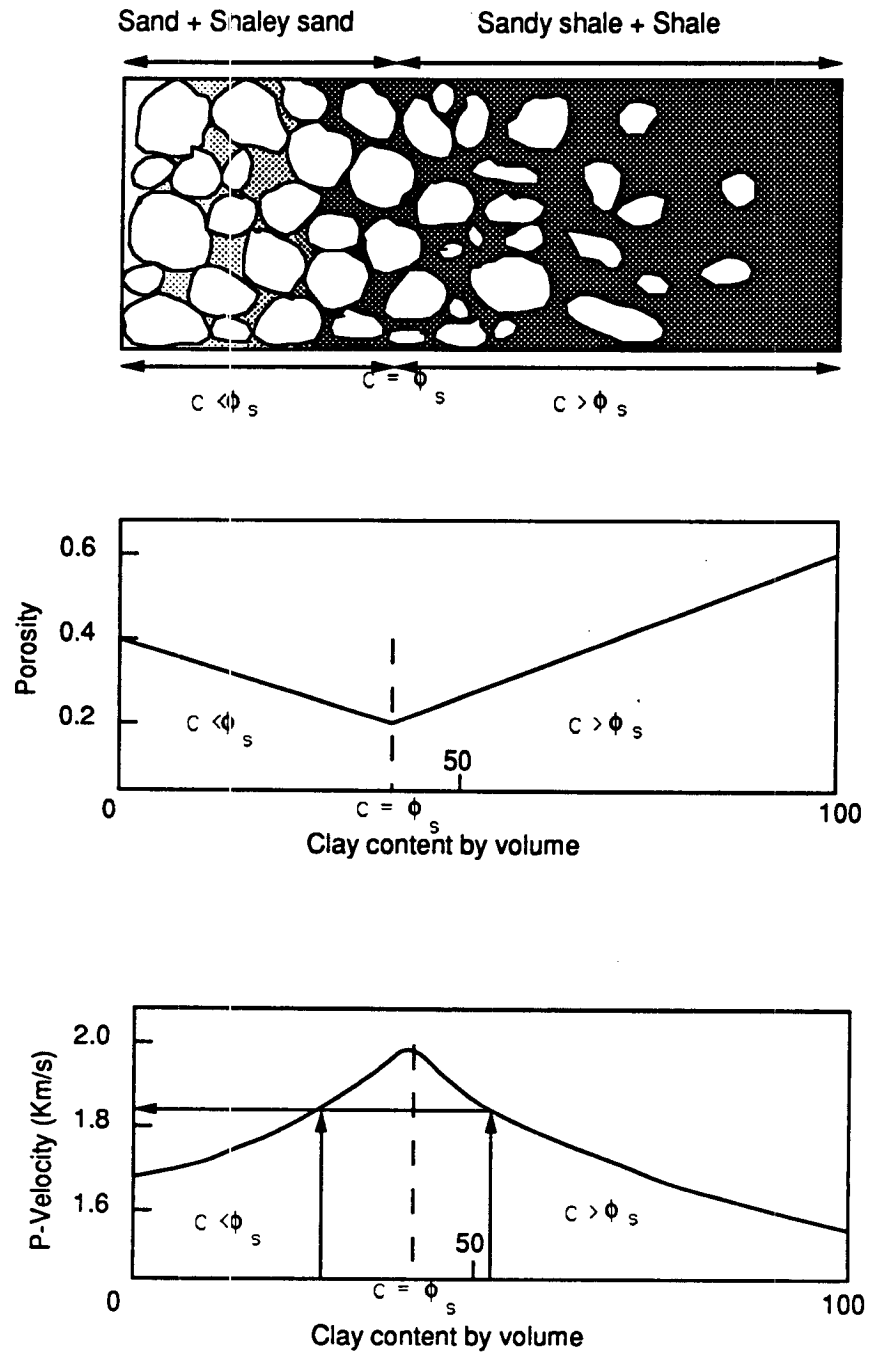 Sand + Shaley sand Sandy shale + Shale
C = ϕs
C <ϕs C > ϕs
0.6
0.4
0.2
Porosity
C <ϕs C > ϕs
50
0 C = ϕs 100
Clay content by volume
2.0
1.8
1.6
P-Velocity (Km/s)
C <ϕs C > ϕs
50
0 C = ϕs 100
Clay content by volume